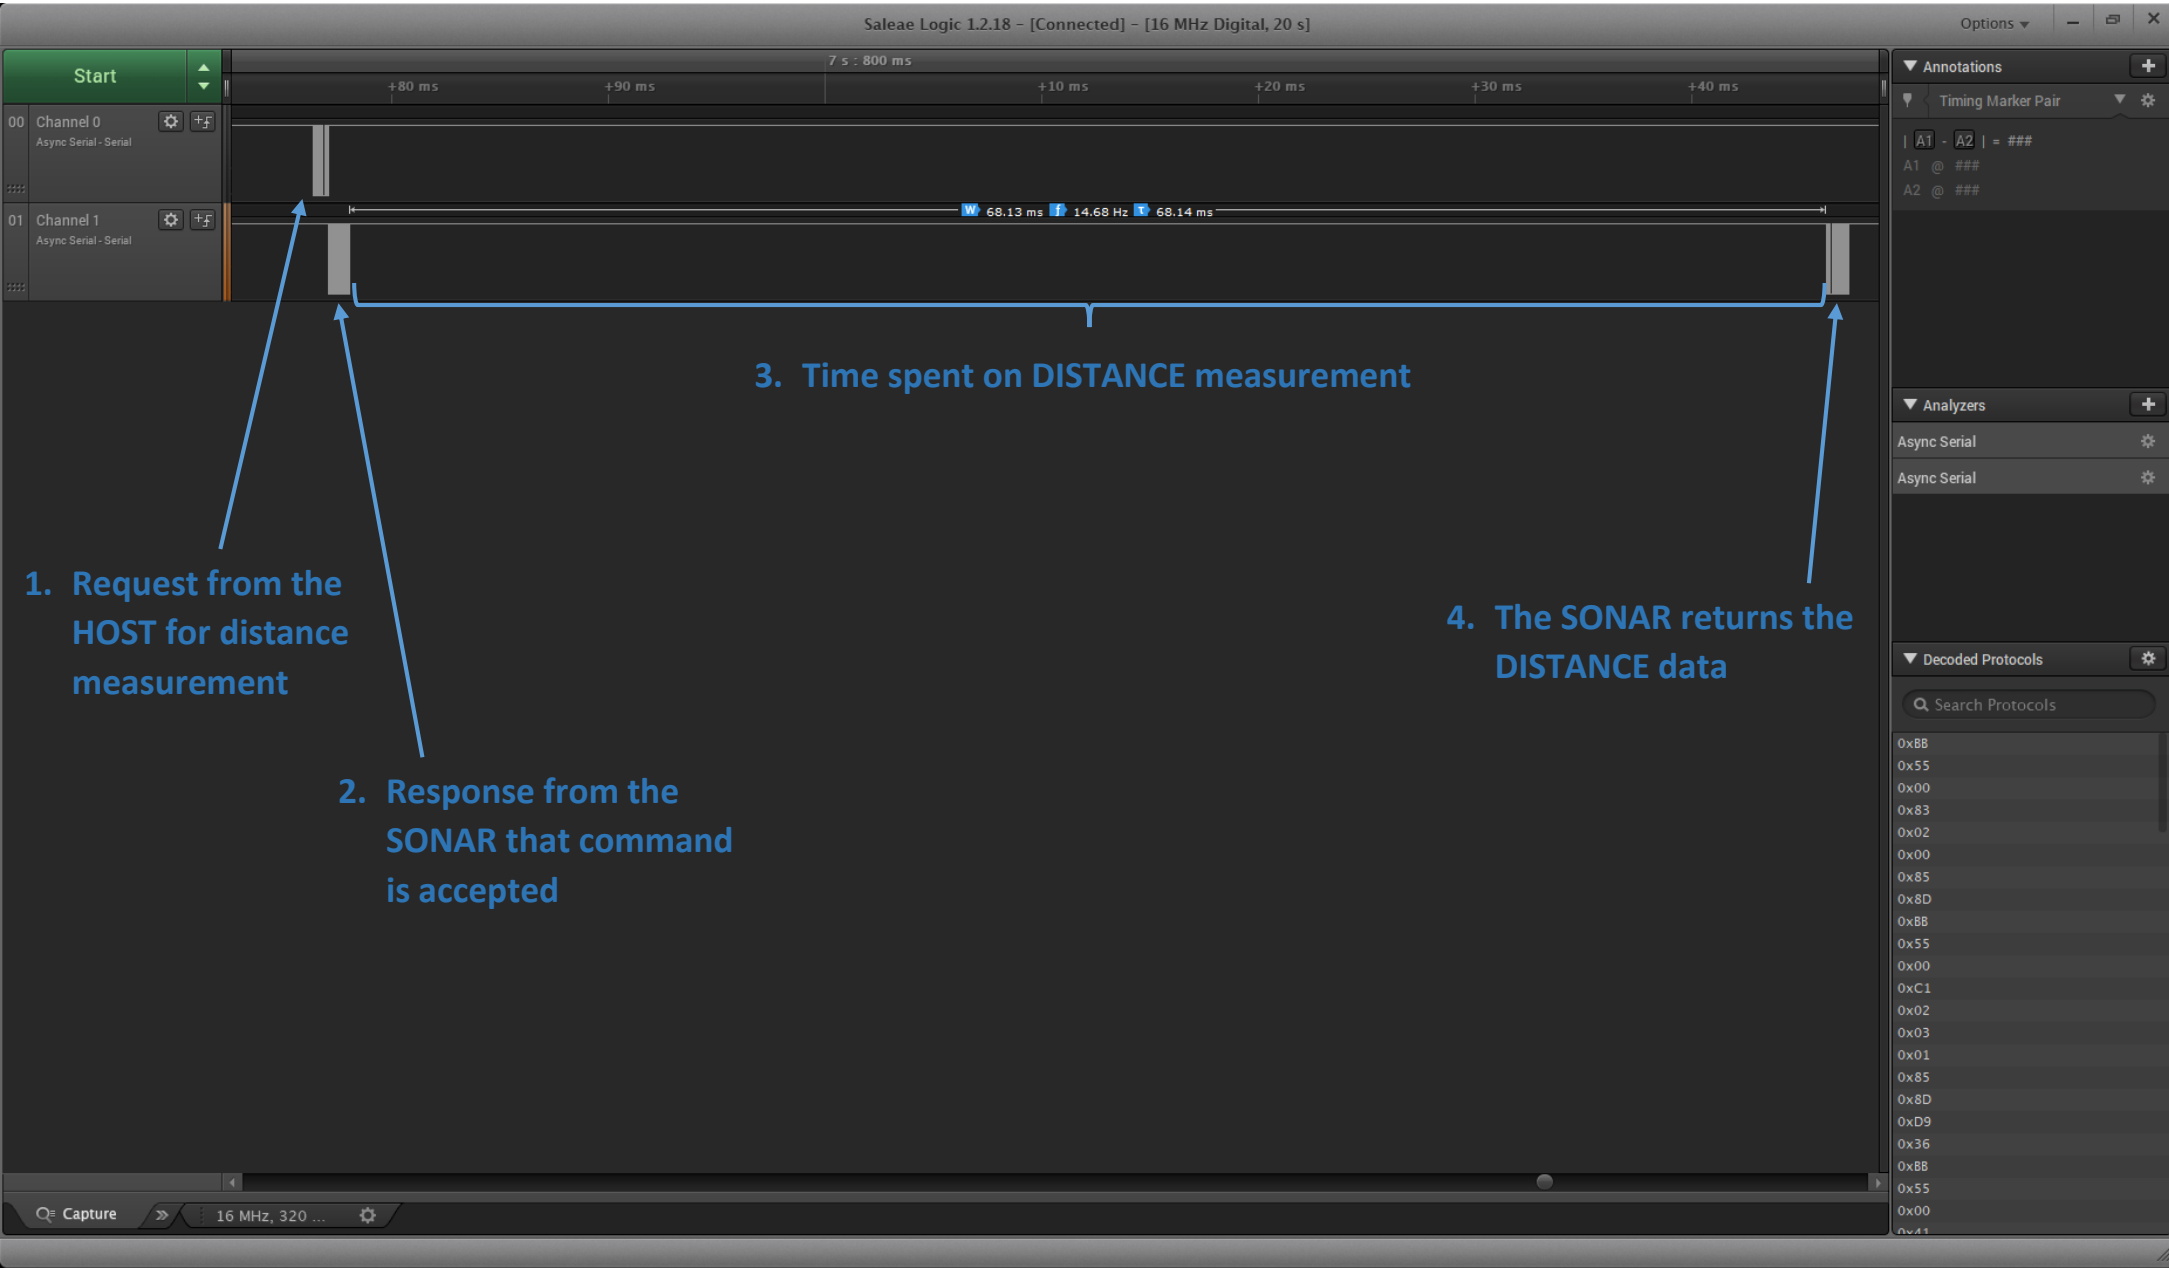 Saleae Logic 1.2.18 - [Connected] - [16 MHz Digital, 20 s]
Options
Start
7 s : 800 ms
+80 ms
+90 ms
+10 ms
+20 ms
+30 ms
+40 ms
00 Channel 0
Async Serial - Serial
W 68.13 ms f 14.68 Hz T 68.14 ms
01 Channel 1
Async Serial - Serial
3. Time spent on DISTANCE measurement
1. Request from the
HOST for distance
measurement
4. The SONAR returns the
DISTANCE data
2. Response from the
SONAR that command
is accepted
Annotations
Timing Marker Pair
| A1 - A2 | = ###
A1 @ ###
A2 @ ###
Analyzers
Async Serial
Async Serial
Decoded Protocols
Search Protocols
0xBB
0x55
0x00
0x83
0x02
0x00
0x85
0x8D
0xBB
0x55
0x00
0xC1
0x02
0x03
0x01
0x85
0x8D
0xD9
0x36
0xBB
0x55
0x00
0x41
Capture
16 MHz, 320 ...